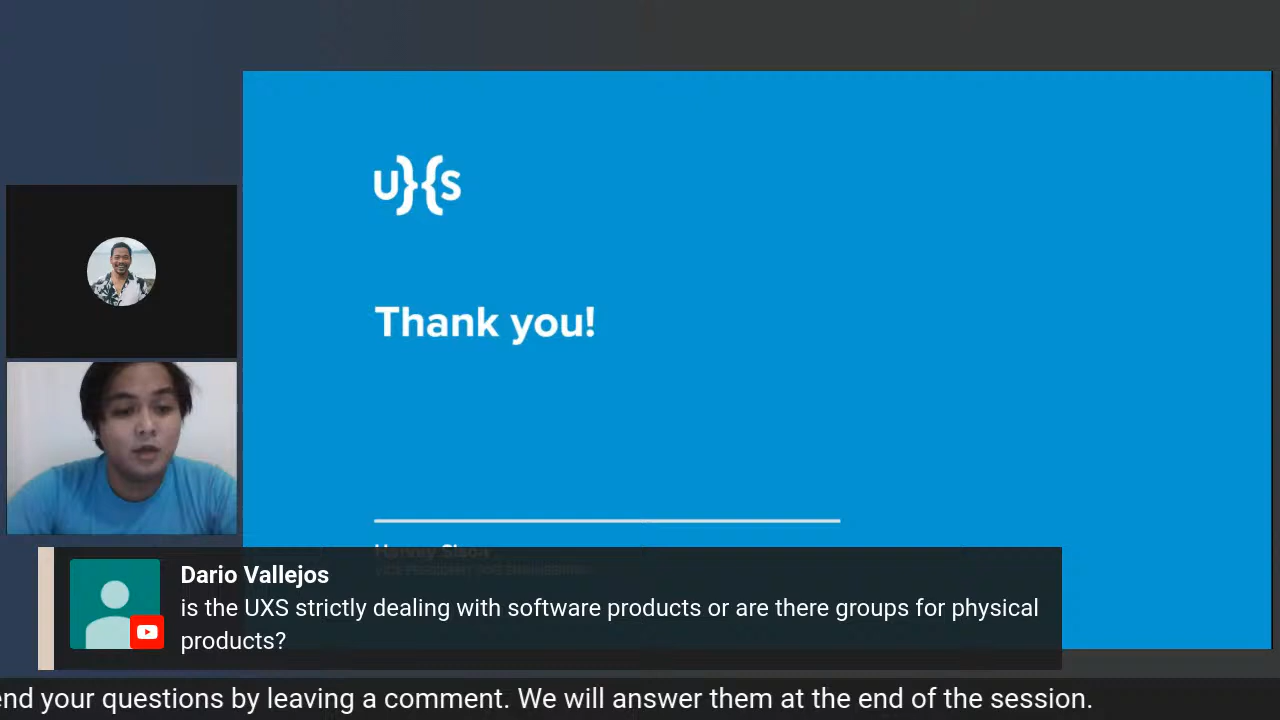 u}{s
Thank you!
Harvey
Dario Vallejos
is the UXS strictly dealing with software products or are there groups for physical
products?
end your questions by leaving a comment. We will answer them at the end of the session.